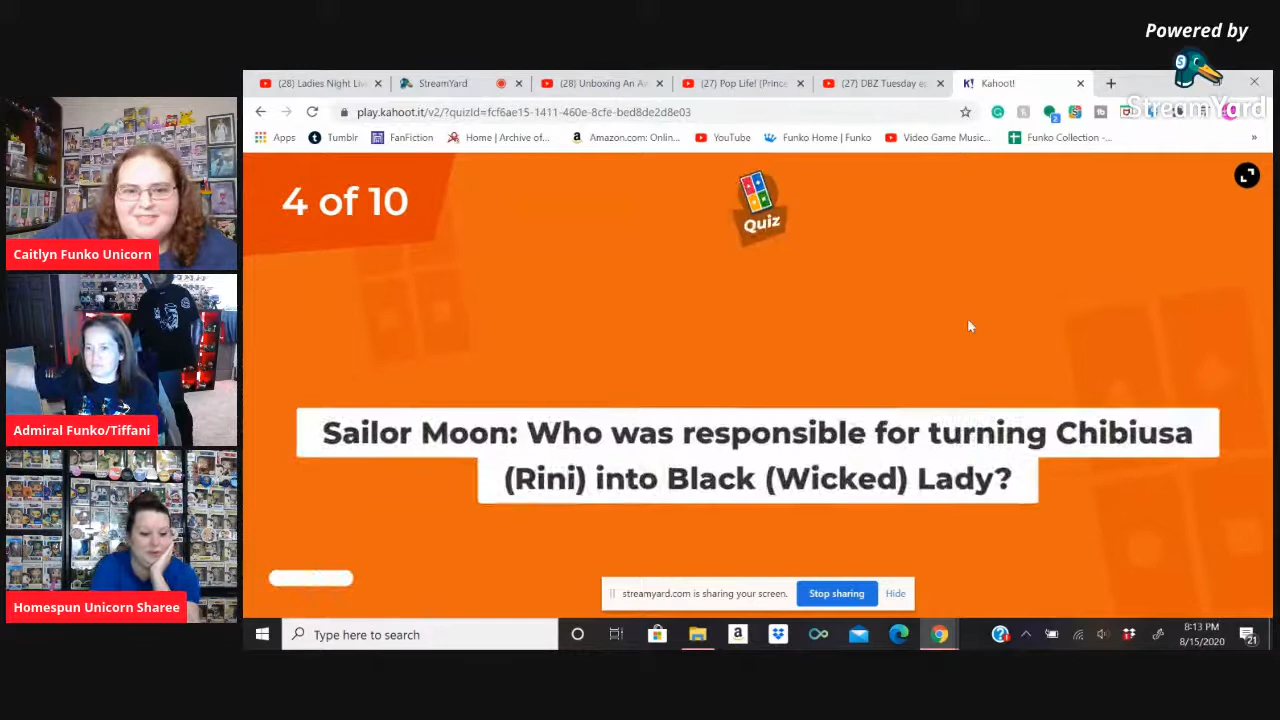 Powered by
StreamYard
(28) Ladies Night Liv
StreamYard
(28) Unboxing An Aw
(27) Pop Life! (Prince
(27) DBZ Tuesday ep
Kahoot!
play.kahoot.it/v2/?quizId=fcf6ae15-1411-460e-8cfe-bed8de2d8e03
Apps
Tumblr
FanFiction
Home | Archive of...
Amazon.com: Onlin...
YouTube
Funko Home | Funko
Video Game Music...
Funko Collection -...
»
4 of 10
Quiz
Sailor Moon: Who was responsible for turning Chibiusa
(Rini) into Black (Wicked) Lady?
Caitlyn Funko Unicorn
Admiral Funko/Tiffani
Homespun Unicorn Sharee
streamyard.com is sharing your screen.
Stop sharing
Hide
Type here to search
8:13 PM
8/15/2020
21